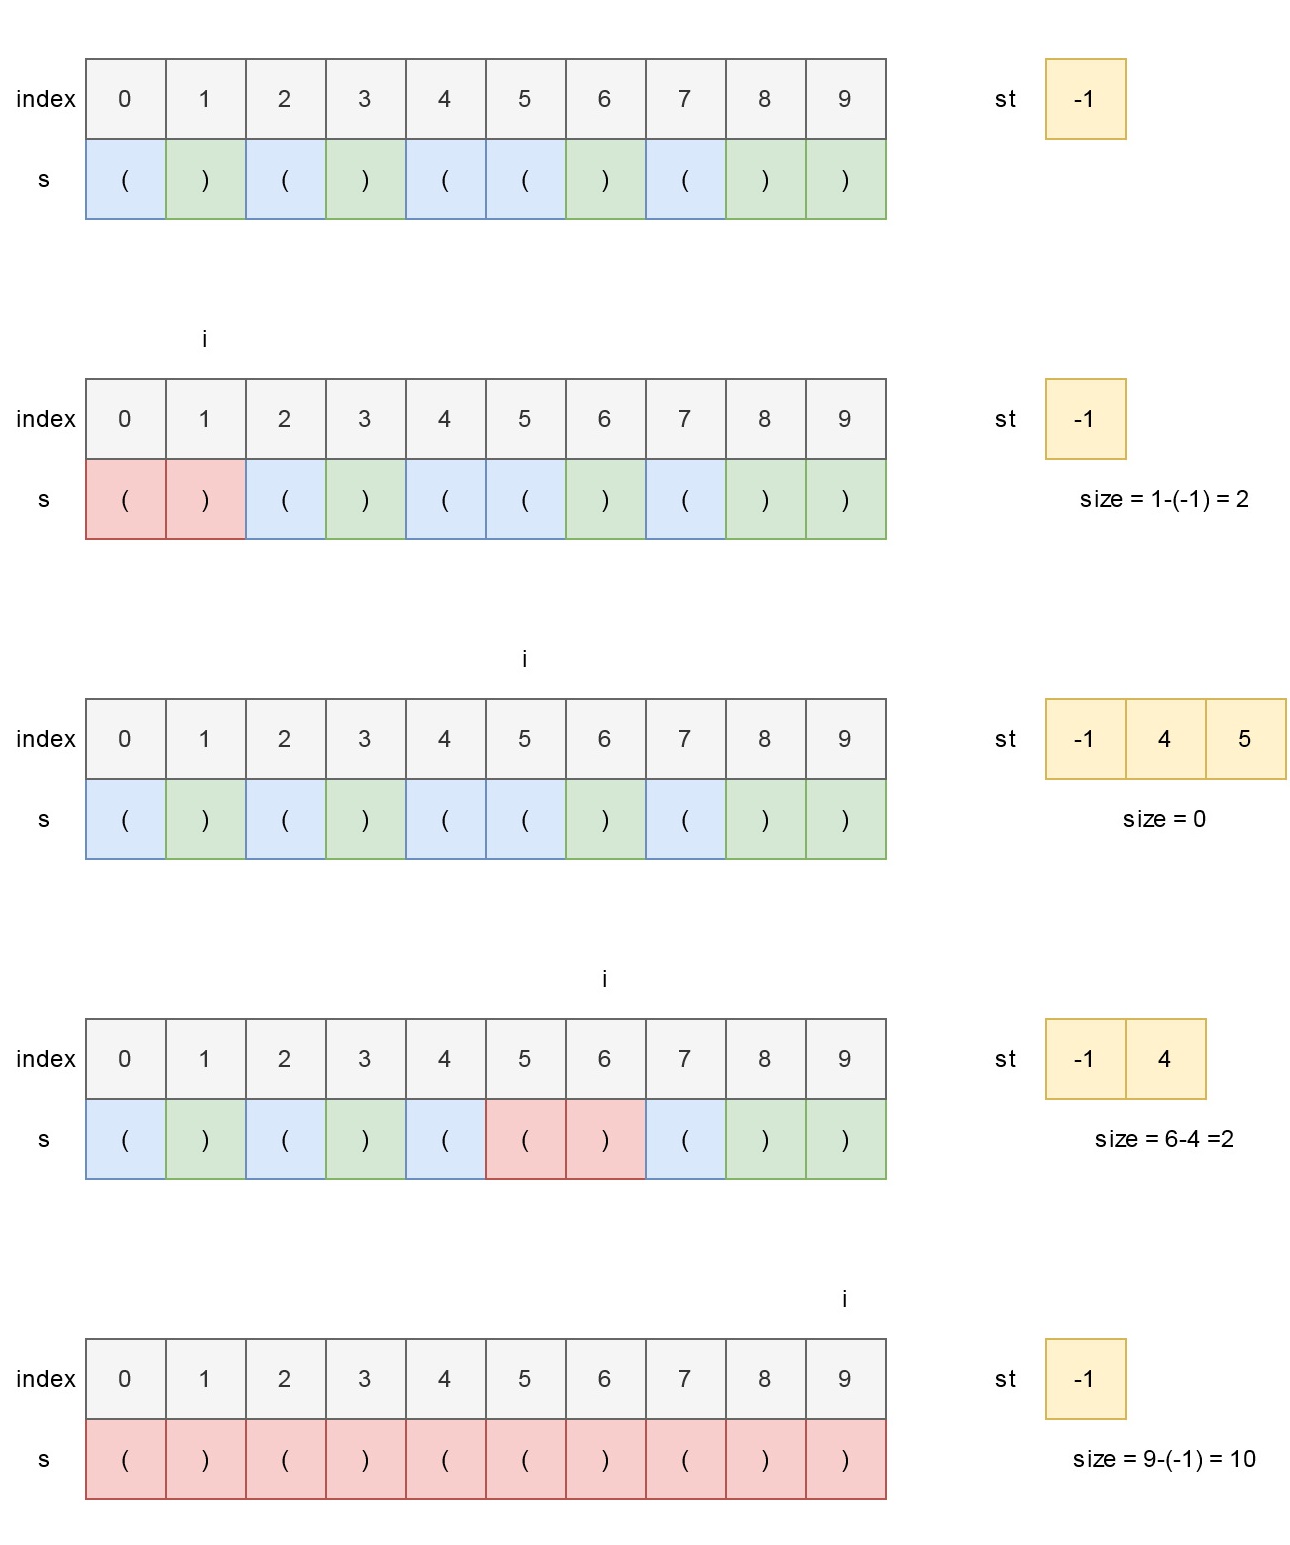 index 0 1 2 3 4 5 6 7 8 9 st -1
s ( ) ( ) ( ( ) ( ) )
i
index 0 1 2 3 4 5 6 7 8 9 st -1
s ( ) ( ) ( ( ) ( ) ) size = 1-(-1) = 2
i
index 0 1 2 3 4 5 6 7 8 9 st -1 4 5
s ( ) ( ) ( ( ) ( ) ) size = 0
i
index 0 1 2 3 4 5 6 7 8 9 st -1 4
s ( ) ( ) ( ( ) ( ) ) size = 6-4 =2
i
index 0 1 2 3 4 5 6 7 8 9 st -1
s ( ) ( ) ( ( ) ( ) ) size = 9-(-1) = 10